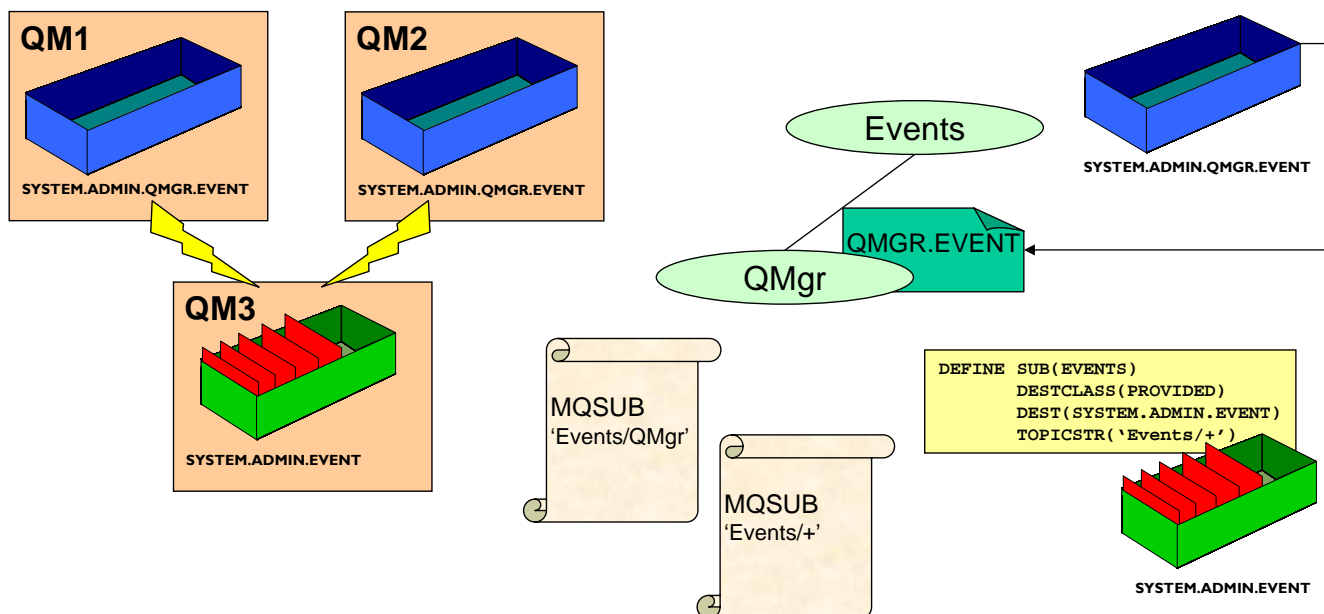 QM1
SYSTEM.ADMIN.QMGR.EVENT
QM2
SYSTEM.ADMIN.QMGR.EVENT
QM3
SYSTEM.ADMIN.EVENT
Events
QMgr
QMGR.EVENT
SYSTEM.ADMIN.QMGR.EVENT
MQSUB
‘Events/QMgr’
MQSUB
‘Events/+’
DEFINE SUB(EVENTS)
DESTCLASS(PROVIDED)
DEST(SYSTEM.ADMIN.EVENT)
TOPICSTR(‘Events/+’)
SYSTEM.ADMIN.EVENT